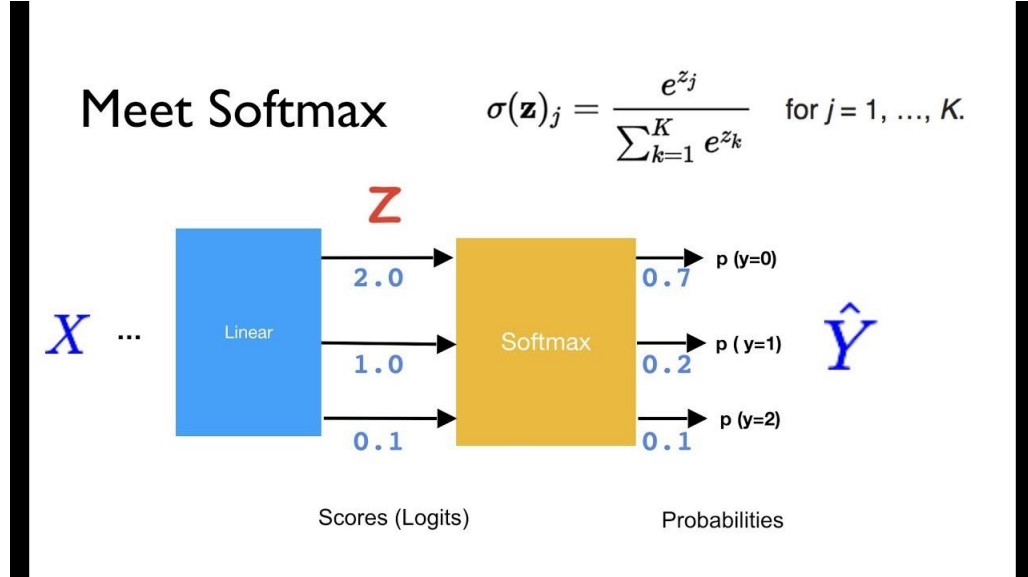 Meet Softmax
σ(z)_j = e^{z_j} / ∑_{k=1}^{K} e^{z_k} for j = 1, …, K.
Z
2.0
0.7
p (y=0)
X ...
Linear
1.0
Softmax
0.2
p ( y=1)
Ŷ
0.1
0.1
p (y=2)
Scores (Logits)
Probabilities